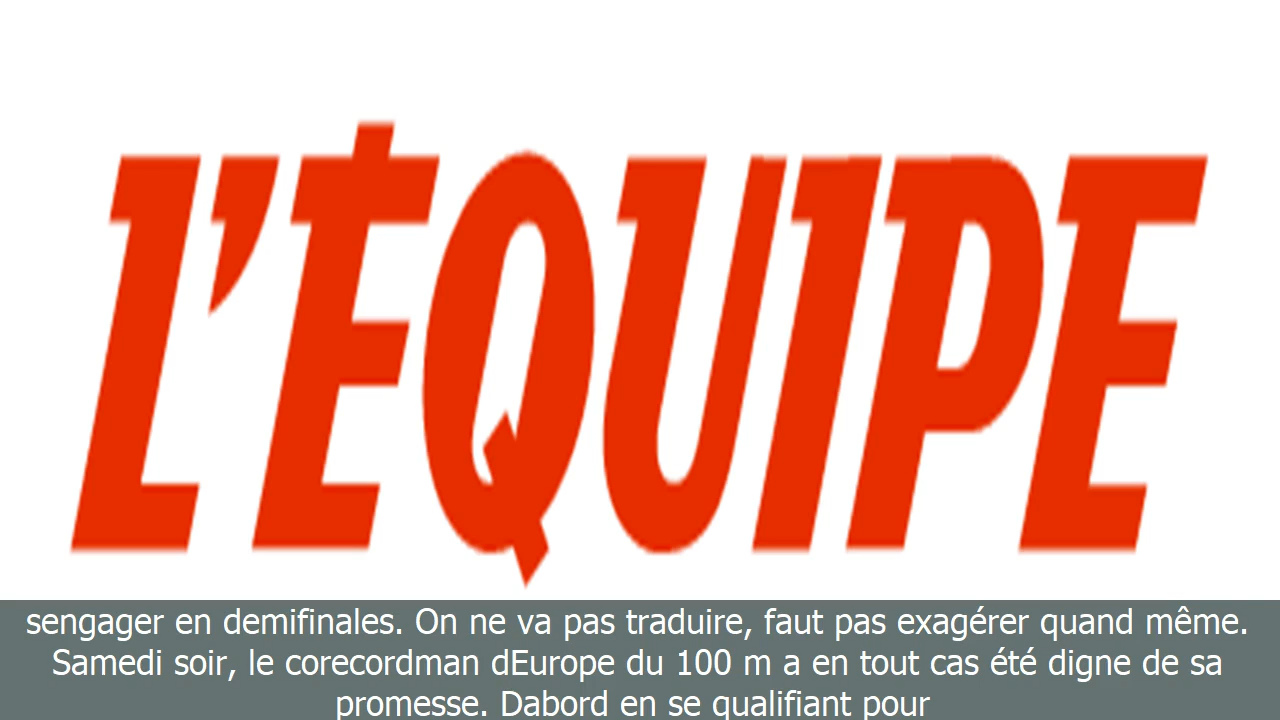 L'ÉQUIPE
sengager en demifinales. On ne va pas traduire, faut pas exagérer quand même.
Samedi soir, le corecordman dEurope du 100 m a en tout cas été digne de sa
promesse. Dabord en se qualifiant pour